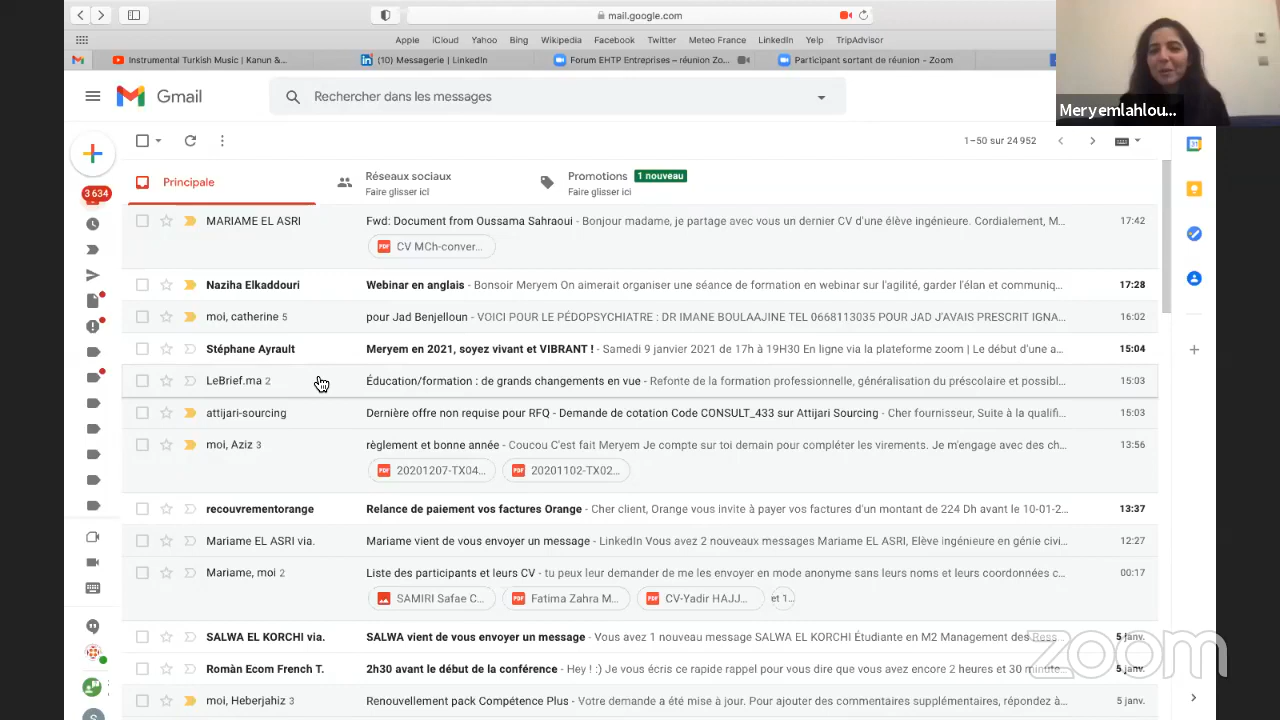 mail.google.com
Apple iCloud Yahoo Bing Wikipedia Facebook Twitter Meteo France LinkedIn Yelp TripAdvisor
Instrumental Turkish Music | Kanun &... (10) Messagerie | LinkedIn Forum EHTP Entreprises – réunion Zo... Participant sortant de réunion - Zoom
Meryemlahlou...
Gmail Rechercher dans les messages
1–50 sur 24 952
31
Principale
Réseaux sociaux
Faire glisser ici
Promotions 1 nouveau
Faire glisser ici
3 634
MARIAME EL ASRI Fwd: Document from Oussama Sahraoui - Bonjour madame, je partage avec vous un dernier CV d'une élève ingénieure. Cordialement, M... 17:42
PDF CV MCh-conver...
Naziha Elkaddouri Webinar en anglais - Bonsoir Meryem On aimerait organiser une séance de formation en webinar sur l'agilité, garder l'élan et communiq... 17:28
moi, catherine 5 pour Jad Benjelloun - VOICI POUR LE PÉDOPSYCHIATRE : DR IMANE BOULAAJINE TEL 0668113035 POUR JAD J'AVAIS PRESCRIT IGNA... 16:02
Stéphane Ayrault Meryem en 2021, soyez vivant et VIBRANT ! - Samedi 9 janvier 2021 de 17h à 19H30 En ligne via la plateforme zoom | Le début d'une a... 15:04
LeBrief.ma 2 Éducation/formation : de grands changements en vue - Refonte de la formation professionnelle, généralisation du préscolaire et possibl... 15:03
attijari-sourcing Dernière offre non requise pour RFQ - Demande de cotation Code CONSULT_433 sur Attijari Sourcing - Cher fournisseur, Suite à la qualifi... 15:03
moi, Aziz 3 règlement et bonne année - Coucou C'est fait Meryem Je compte sur toi demain pour compléter les virements. Je m'engage avec des ch... 13:56
PDF 20201207-TX04... PDF 20201102-TX02...
recouvrementorange Relance de paiement vos factures Orange - Cher client, Orange vous invite à payer vos factures d'un montant de 224 Dh avant le 10-01-2... 13:37
Mariame EL ASRI via. Mariame vient de vous envoyer un message - LinkedIn Vous avez 2 nouveaux messages Mariame EL ASRI, Elève ingénieure en génie civi... 12:27
Mariame, moi 2 Liste des participants et leurs CV - tu peux leur demander de me les envoyer en mode anonyme sans leurs noms et leurs coordonnées c... 00:17
SAMIRI Safae C... PDF Fatima Zahra M... PDF CV-Yadir HAJJ... et 1...
SALWA EL KORCHI via. SALWA vient de vous envoyer un message - Vous avez 1 nouveau message SALWA EL KORCHI Étudiante en M2 Management des Ress... 5 janv.
Romàn Ecom French T. 2h30 avant le début de la conférence - Hey ! :) Je vous écris ce rapide rappel pour vous dire que vous avez encore 2 heures et 30 minute... 5 janv.
zoom
moi, Heberjahiz 3 Renouvellement pack Compétence Plus - Votre demande a été mise à jour. Pour ajouter des commentaires supplémentaires, répondez à... 5 janv.
S